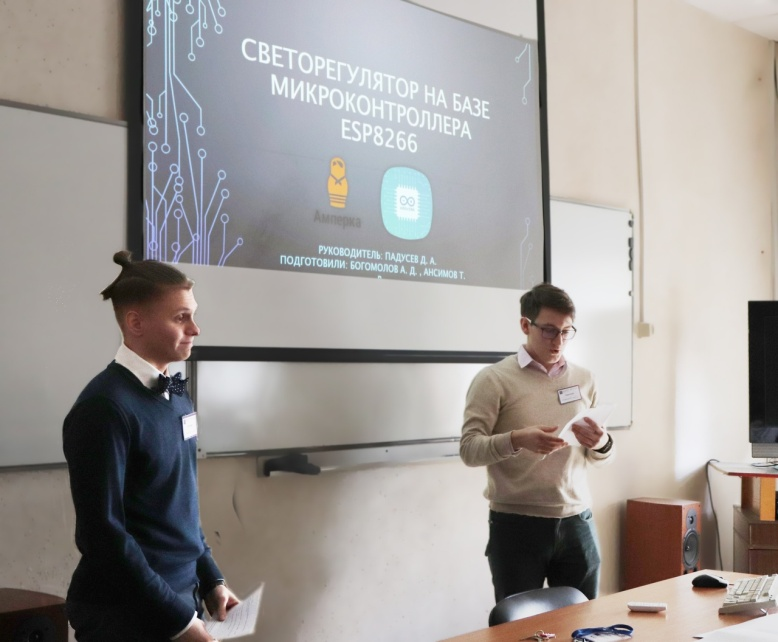 СВЕТОРЕГУЛЯТОР НА БАЗЕ
МИКРОКОНТРОЛЛЕРА
ESP8266
Амперка
РУКОВОДИТЕЛЬ: ПАДУСЕВ Д. А.
ПОДГОТОВИЛИ: БОГОМОЛОВ А. Д. , АНСИМОВ Т.